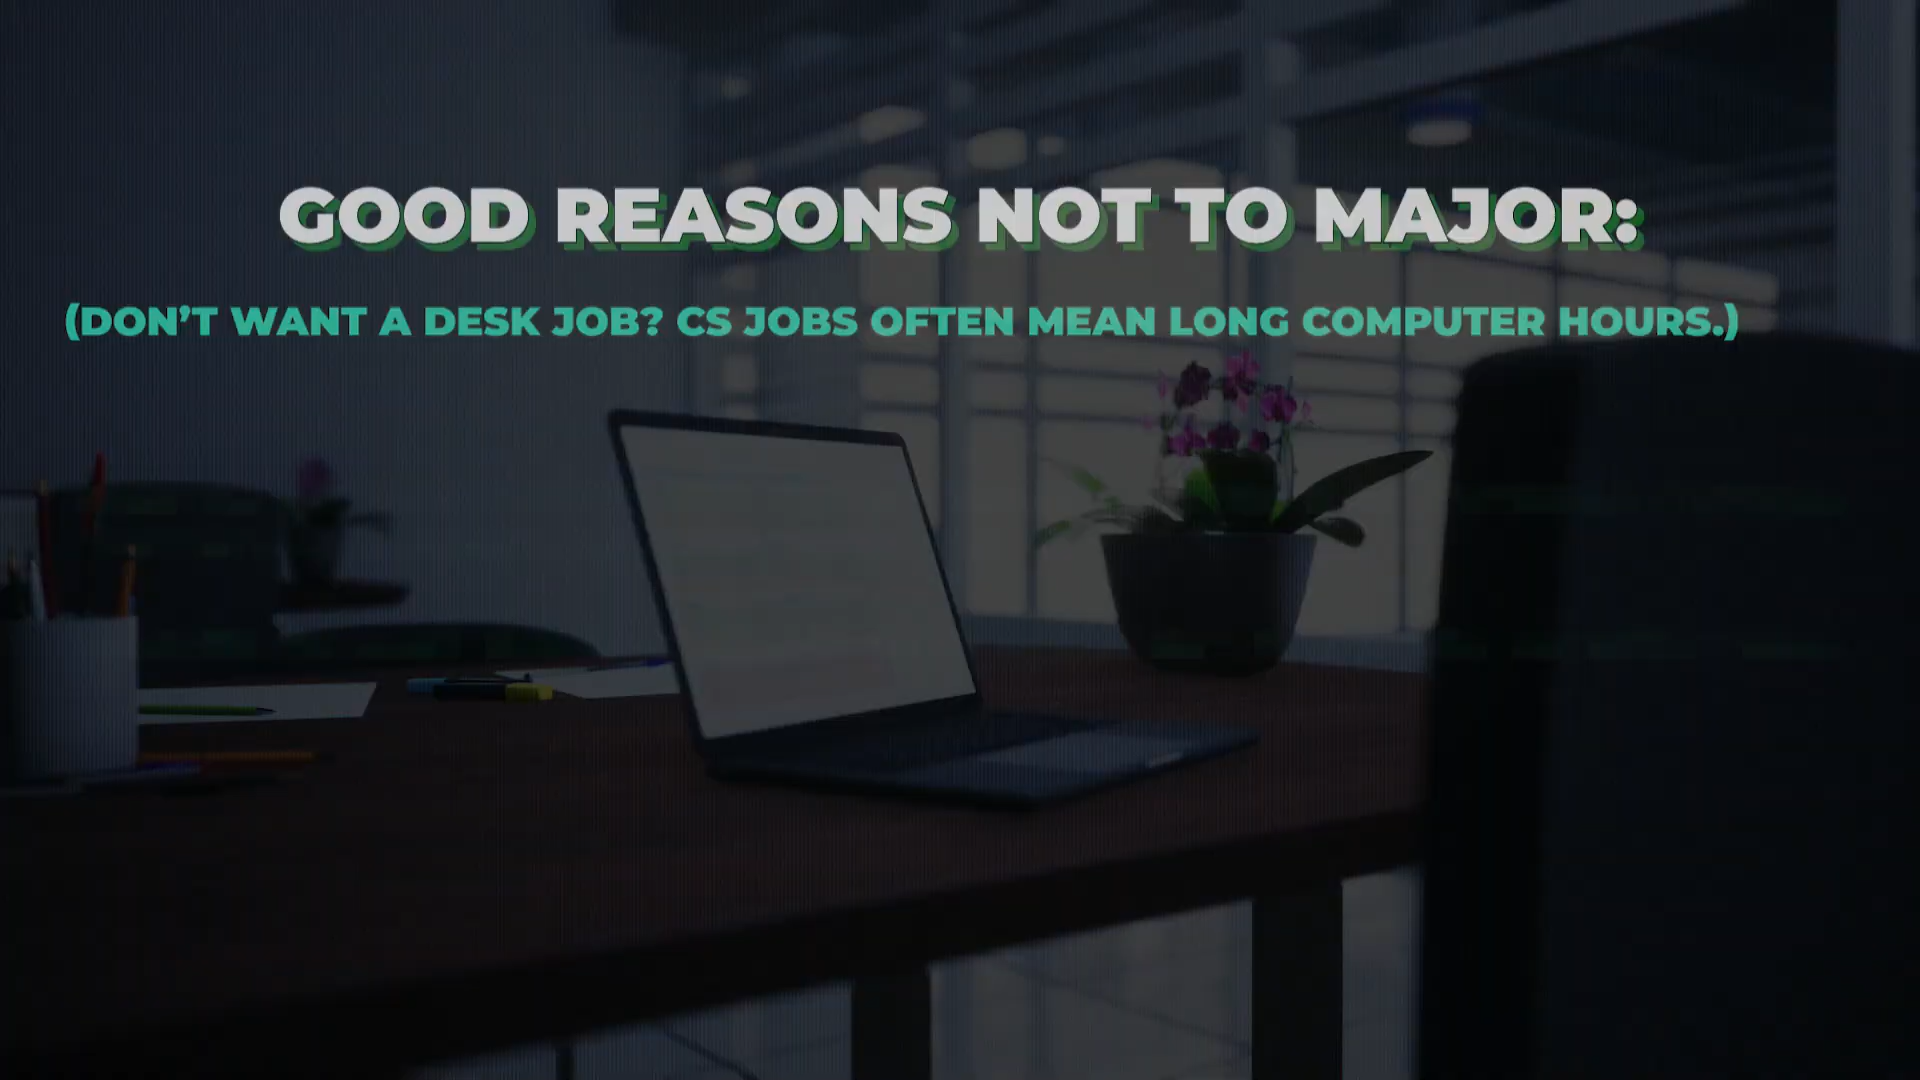 GOOD REASONS NOT TO MAJOR:
(DON’T WANT A DESK JOB? CS JOBS OFTEN MEAN LONG COMPUTER HOURS.)